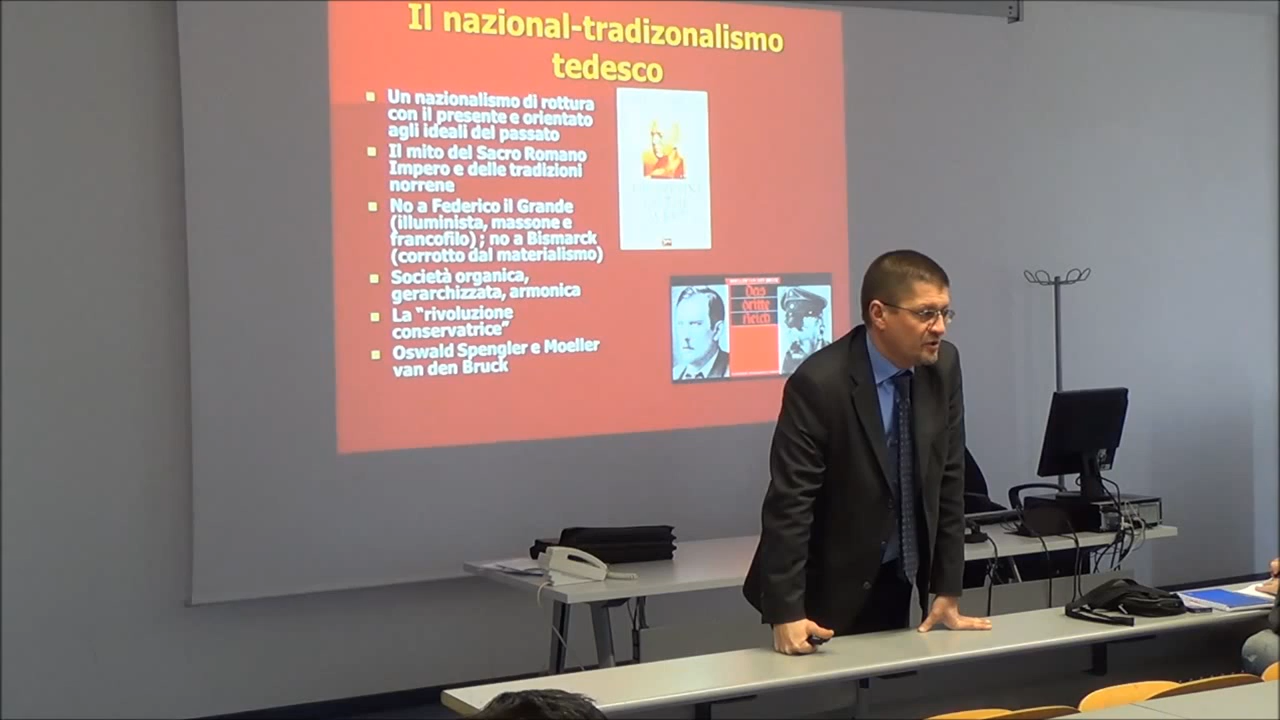 Il nazional-tradizonalismo
tedesco
Un nazionalismo di rottura
con il presente e orientato
agli ideali del passato
Il mito del Sacro Romano
Impero e delle tradizioni
norrene
No a Federico il Grande
(illuminista, massone e
francofilo) ; no a Bismarck
(corrotto dal materialismo)
Società organica,
gerarchizzata, armonica
La "rivoluzione
conservatrice"
Oswald Spengler e Moeller
van den Bruck
Das
dritte
Reich